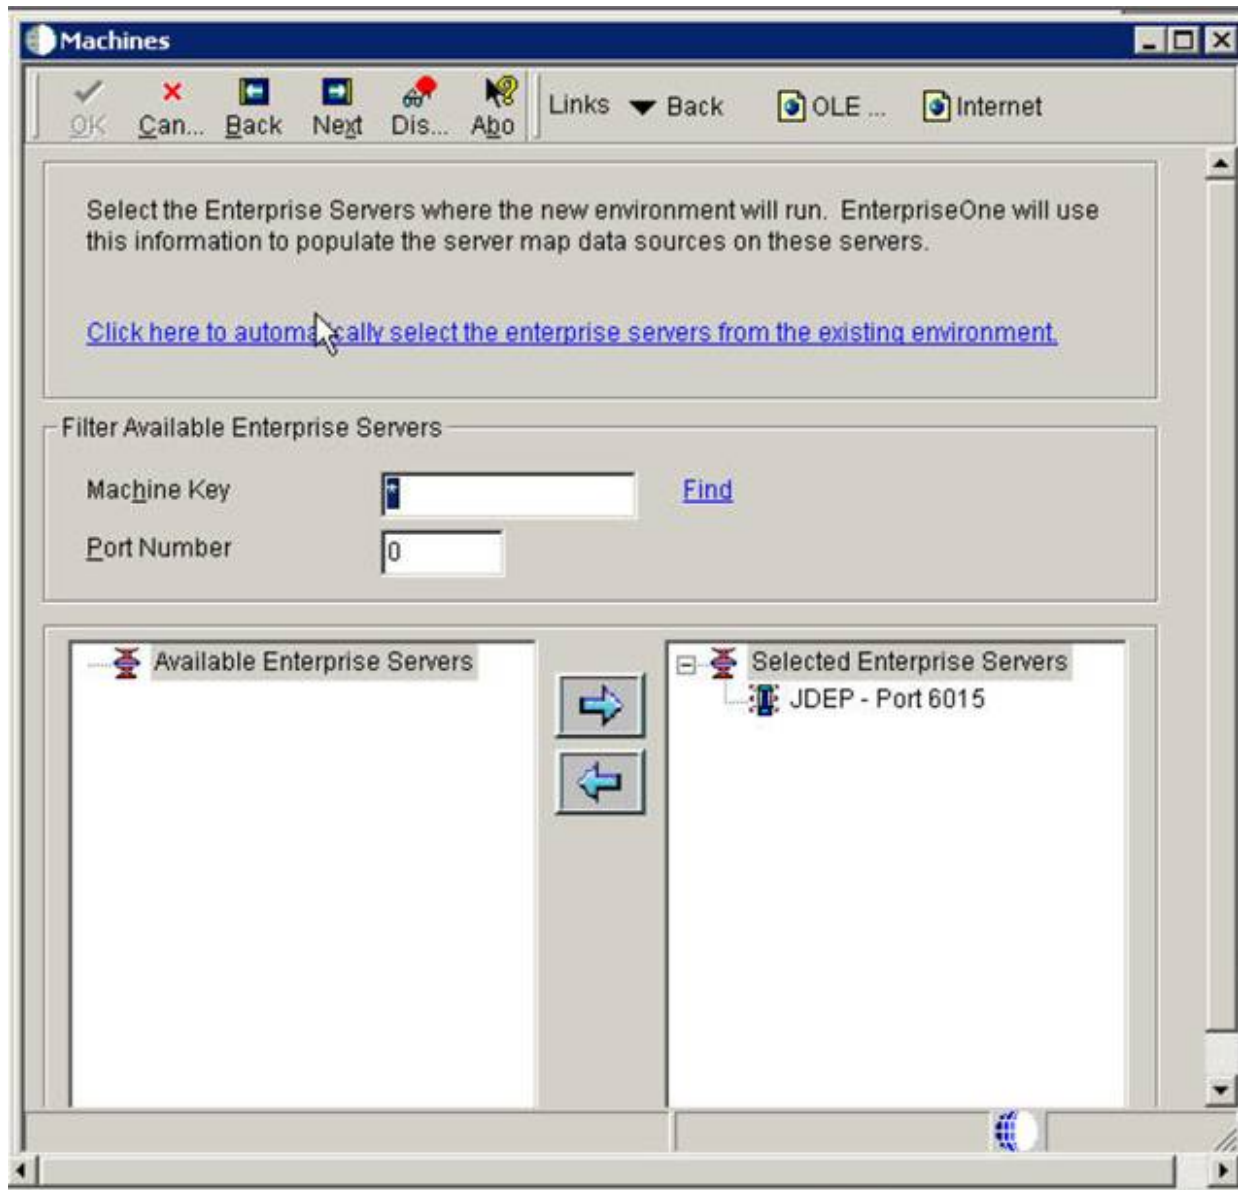 Machines
OK Can... Back Next Dis... Abo Links Back OLE ... Internet
Select the Enterprise Servers where the new environment will run. EnterpriseOne will use
this information to populate the server map data sources on these servers.
Click here to automatically select the enterprise servers from the existing environment.
Filter Available Enterprise Servers
Machine Key * Find
Port Number 0
Available Enterprise Servers Selected Enterprise Servers
JDEP - Port 6015